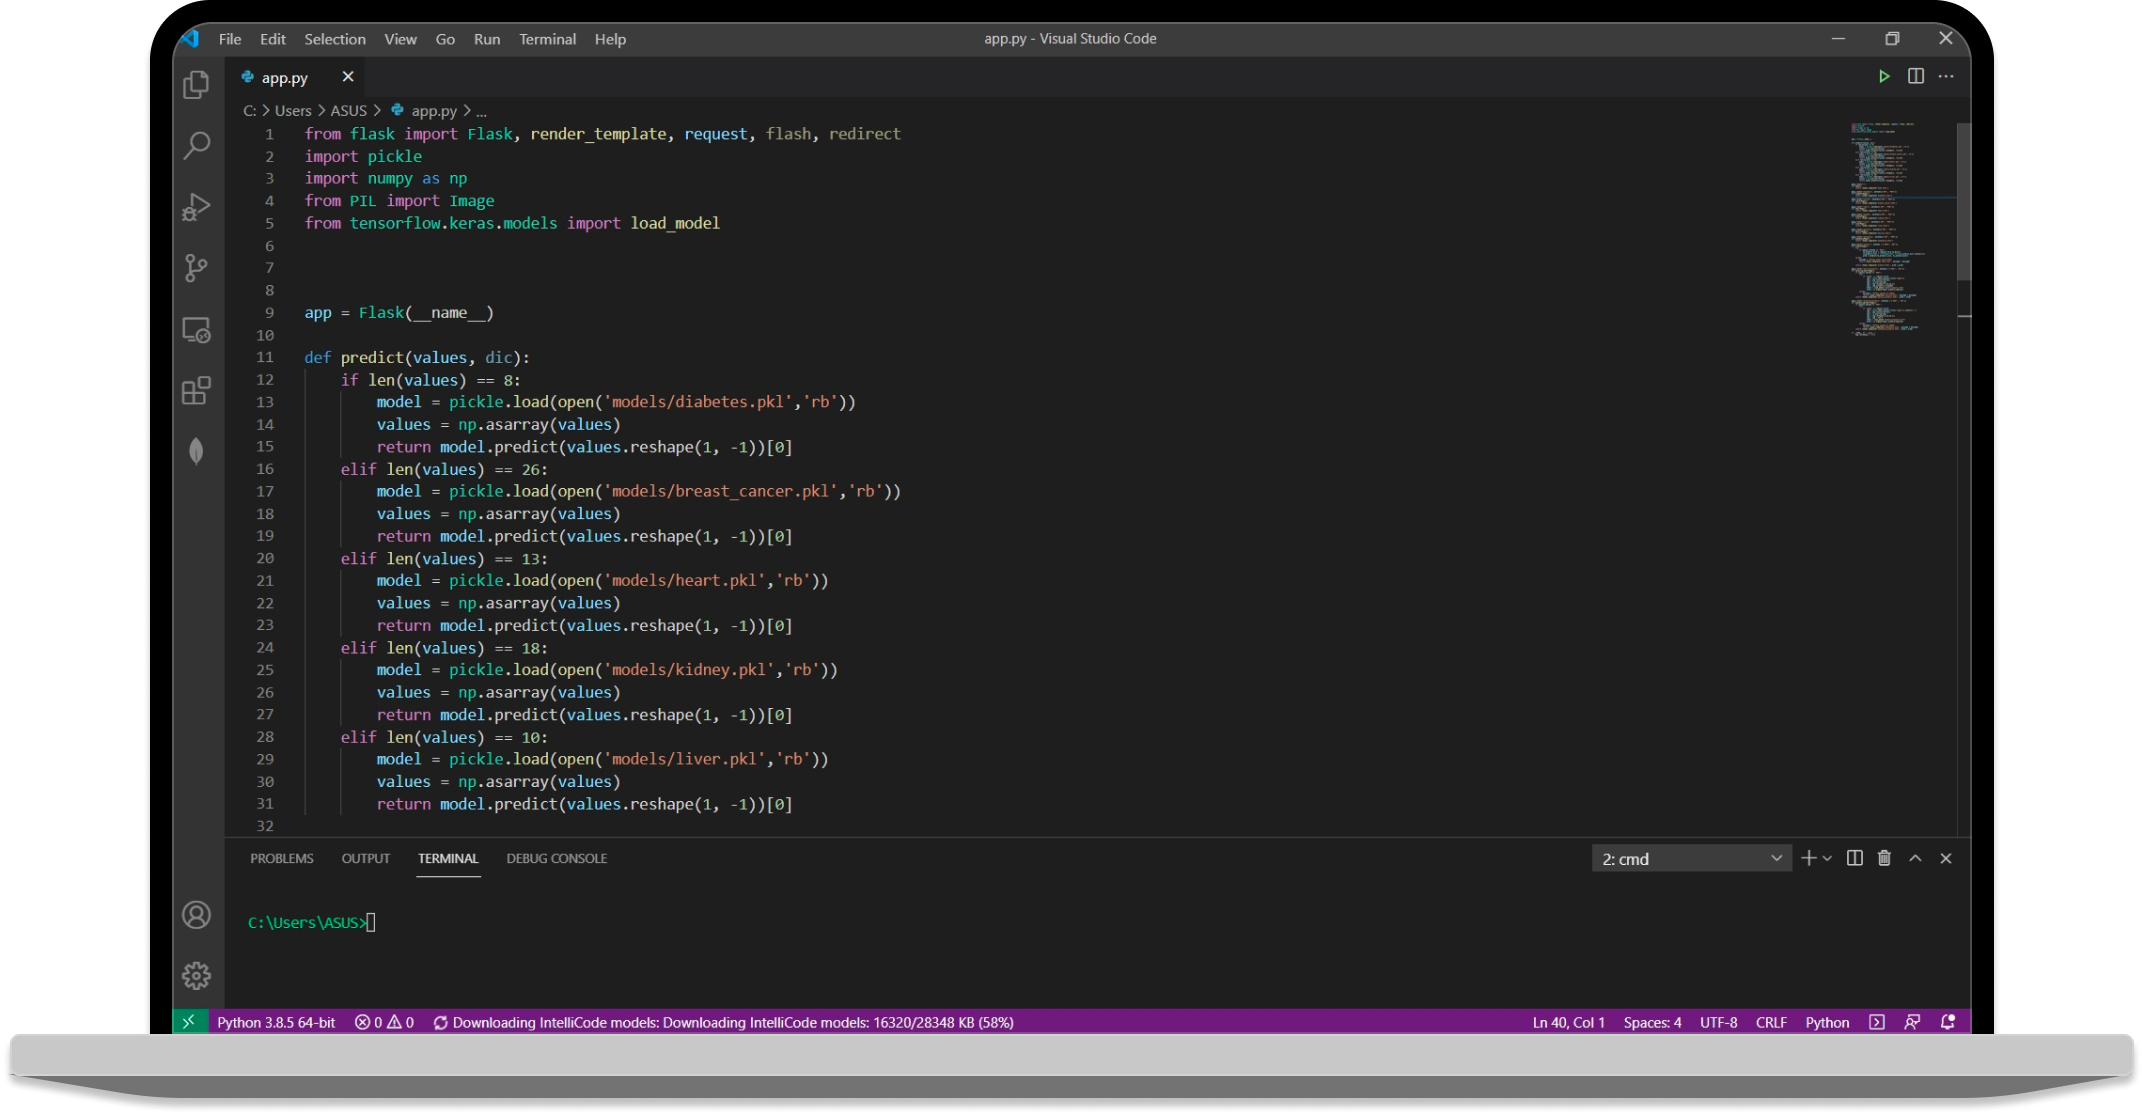 File Edit Selection View Go Run Terminal Help
app.py - Visual Studio Code
app.py
C: > Users > ASUS > app.py > ...
1 from flask import Flask, render_template, request, flash, redirect
2 import pickle
3 import numpy as np
4 from PIL import Image
5 from tensorflow.keras.models import load_model
6
7
8
9 app = Flask(__name__)
10
11 def predict(values, dic):
12     if len(values) == 8:
13         model = pickle.load(open('models/diabetes.pkl','rb'))
14         values = np.asarray(values)
15         return model.predict(values.reshape(1, -1))[0]
16     elif len(values) == 26:
17         model = pickle.load(open('models/breast_cancer.pkl','rb'))
18         values = np.asarray(values)
19         return model.predict(values.reshape(1, -1))[0]
20     elif len(values) == 13:
21         model = pickle.load(open('models/heart.pkl','rb'))
22         values = np.asarray(values)
23         return model.predict(values.reshape(1, -1))[0]
24     elif len(values) == 18:
25         model = pickle.load(open('models/kidney.pkl','rb'))
26         values = np.asarray(values)
27         return model.predict(values.reshape(1, -1))[0]
28     elif len(values) == 10:
29         model = pickle.load(open('models/liver.pkl','rb'))
30         values = np.asarray(values)
31         return model.predict(values.reshape(1, -1))[0]
32
PROBLEMS OUTPUT TERMINAL DEBUG CONSOLE
2: cmd
C:\Users\ASUS>
Python 3.8.5 64-bit 0 0 Downloading IntelliCode models: Downloading IntelliCode models: 16320/28348 KB (58%)
Ln 40, Col 1 Spaces: 4 UTF-8 CRLF Python